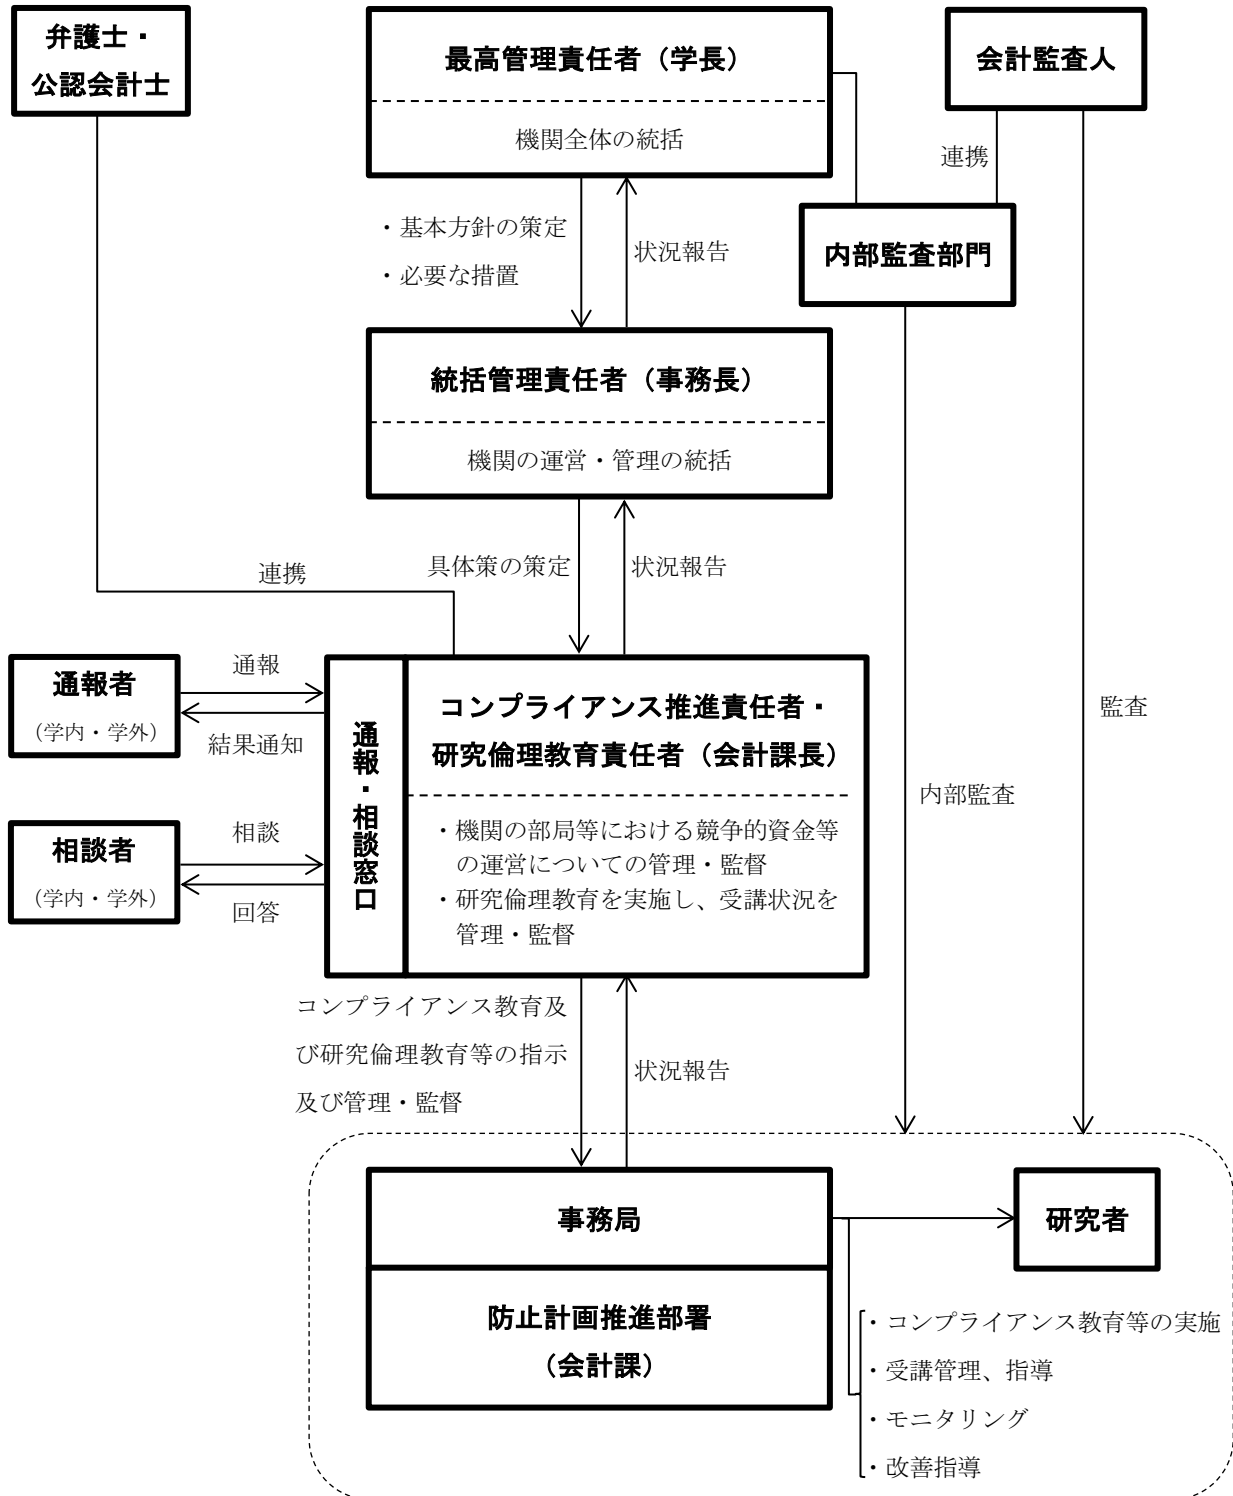 弁護士・
公認会計士
最高管理責任者（学長）
機関全体の統括
会計監査人
連携
内部監査部門
・基本方針の策定
・必要な措置
状況報告
統括管理責任者（事務長）
機関の運営・管理の統括
連携
具体策の策定
状況報告
通報者
（学内・学外）
通報
結果通知
相談者
（学内・学外）
相談
回答
通報・相談窓口
コンプライアンス推進責任者・
研究倫理教育責任者（会計課長）
・機関の部局等における競争的資金等
の運営についての管理・監督
・研究倫理教育を実施し、受講状況を
管理・監督
内部監査
監査
コンプライアンス教育及
び研究倫理教育等の指示
及び管理・監督
状況報告
事務局
防止計画推進部署
（会計課）
研究者
・コンプライアンス教育等の実施
・受講管理、指導
・モニタリング
・改善指導